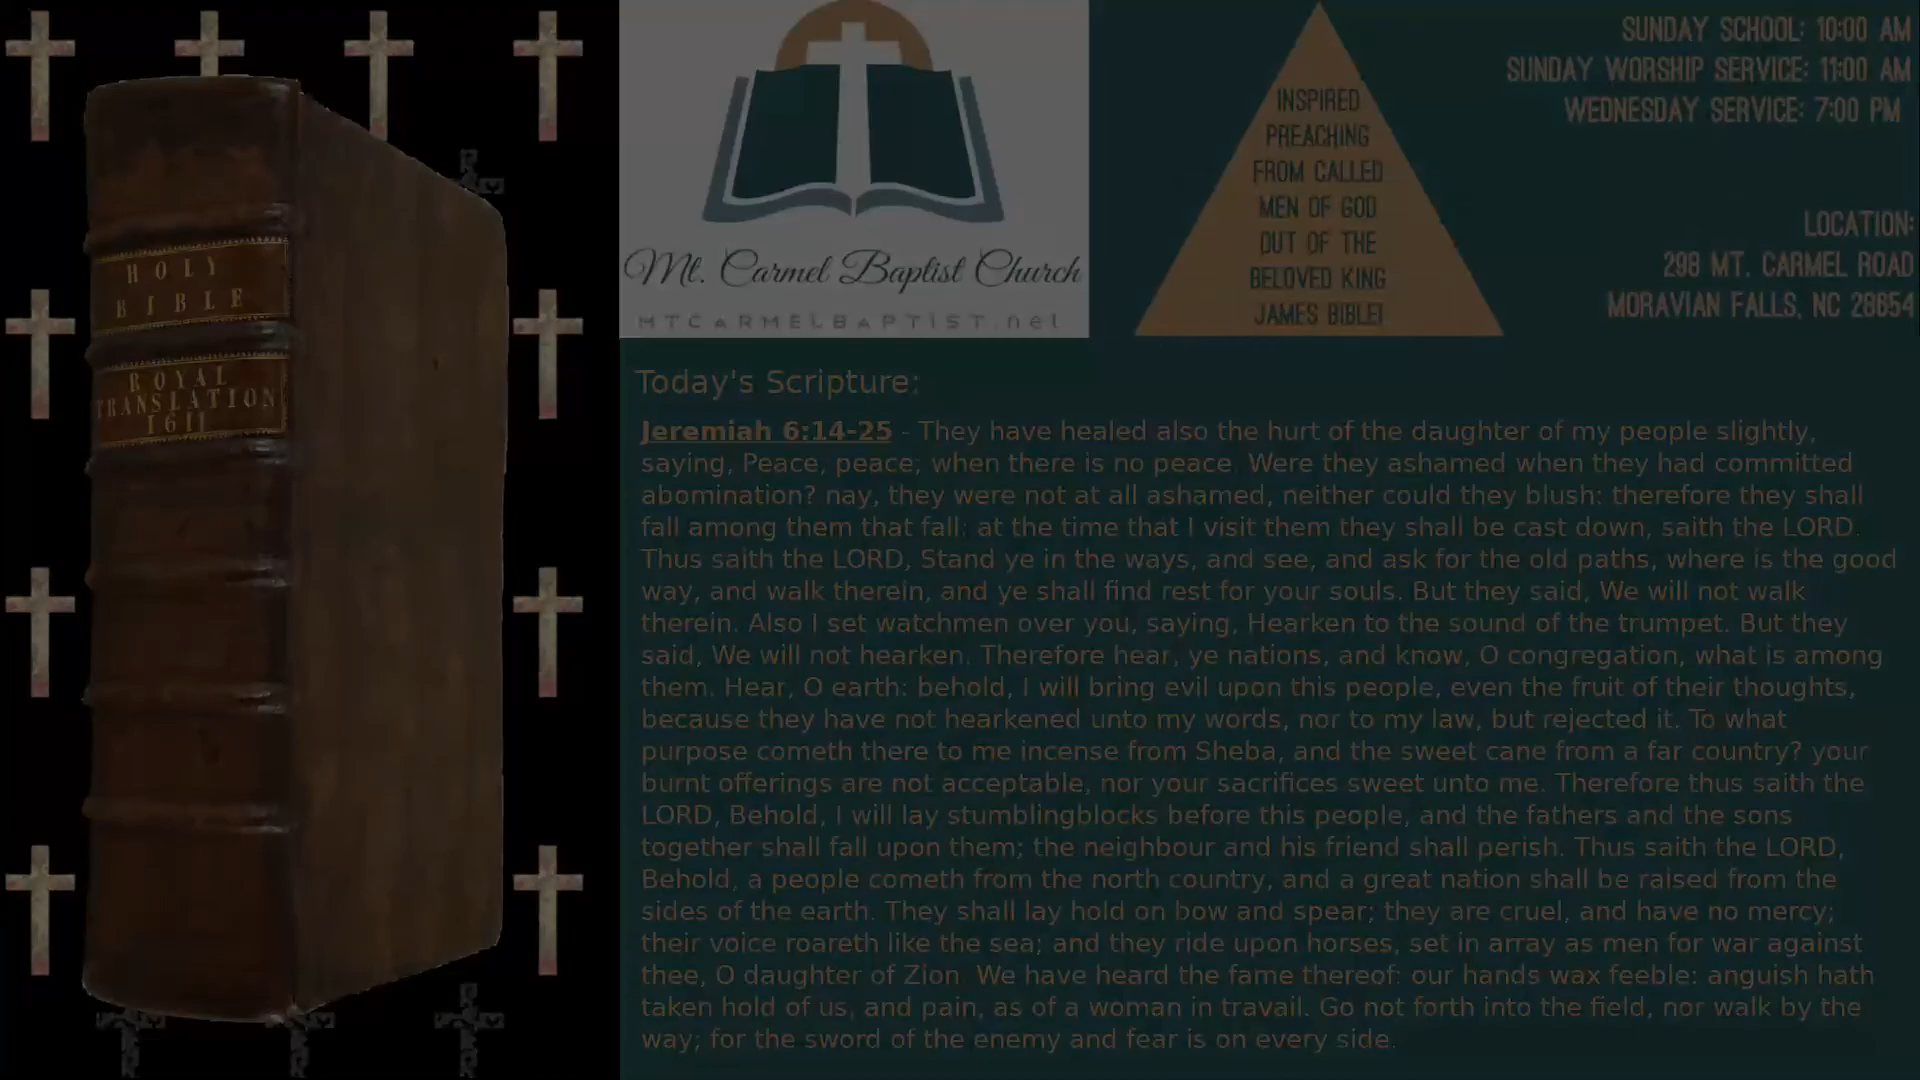 HOLY
BIBLE
ROYAL
TRANSLATION
1611
Mt. Carmel Baptist Church
MTCARMELBAPTIST.net
INSPIRED
PREACHING
FROM CALLED
MEN OF GOD
OUT OF THE
BELOVED KING
JAMES BIBLE!
SUNDAY SCHOOL: 10:00 AM
SUNDAY WORSHIP SERVICE: 11:00 AM
WEDNESDAY SERVICE: 7:00 PM
LOCATION:
298 MT. CARMEL ROAD
MORAVIAN FALLS, NC 28654
Today's Scripture:
Jeremiah 6:14-25 - They have healed also the hurt of the daughter of my people slightly,
saying, Peace, peace; when there is no peace. Were they ashamed when they had committed
abomination? nay, they were not at all ashamed, neither could they blush: therefore they shall
fall among them that fall: at the time that I visit them they shall be cast down, saith the LORD.
Thus saith the LORD, Stand ye in the ways, and see, and ask for the old paths, where is the good
way, and walk therein, and ye shall find rest for your souls. But they said, We will not walk
therein. Also I set watchmen over you, saying, Hearken to the sound of the trumpet. But they
said, We will not hearken. Therefore hear, ye nations, and know, O congregation, what is among
them. Hear, O earth: behold, I will bring evil upon this people, even the fruit of their thoughts,
because they have not hearkened unto my words, nor to my law, but rejected it. To what
purpose cometh there to me incense from Sheba, and the sweet cane from a far country? your
burnt offerings are not acceptable, nor your sacrifices sweet unto me. Therefore thus saith the
LORD, Behold, I will lay stumblingblocks before this people, and the fathers and the sons
together shall fall upon them; the neighbour and his friend shall perish. Thus saith the LORD,
Behold, a people cometh from the north country, and a great nation shall be raised from the
sides of the earth. They shall lay hold on bow and spear; they are cruel, and have no mercy;
their voice roareth like the sea; and they ride upon horses, set in array as men for war against
thee, O daughter of Zion. We have heard the fame thereof: our hands wax feeble: anguish hath
taken hold of us, and pain, as of a woman in travail. Go not forth into the field, nor walk by the
way; for the sword of the enemy and fear is on every side.